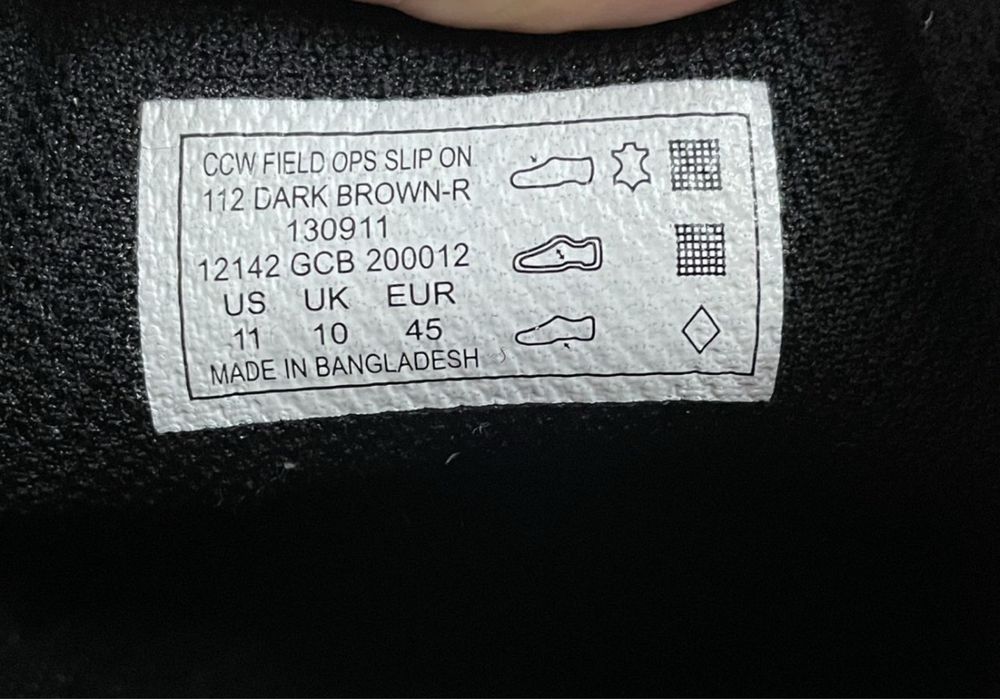 CCW FIELD OPS SLIP ON
112 DARK BROWN-R
130911
12142 GCB 200012
US UK EUR
11 10 45
MADE IN BANGLADESH